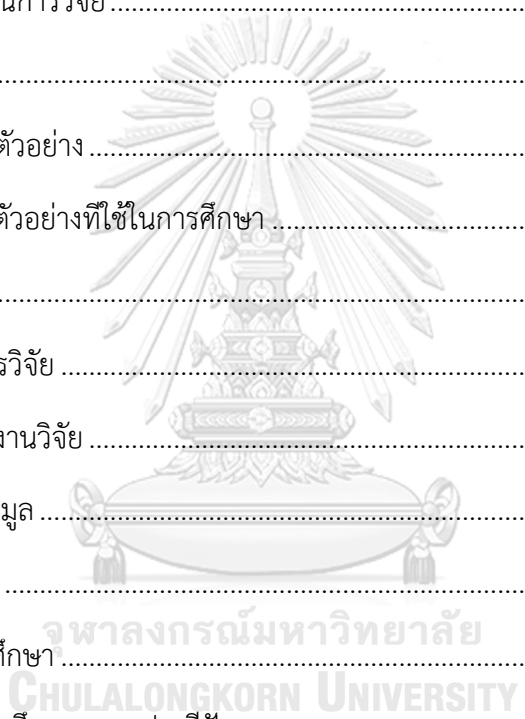 นการวิจัย
ตัวอย่าง
ตัวอย่างที่ใช้ในการศึกษา
รวิจัย
งานวิจัย
มูล
จุฬาลงกรณ์มหาวิทยาลัย
ศึกษา
CHULALONGKORN UNIVERSITY